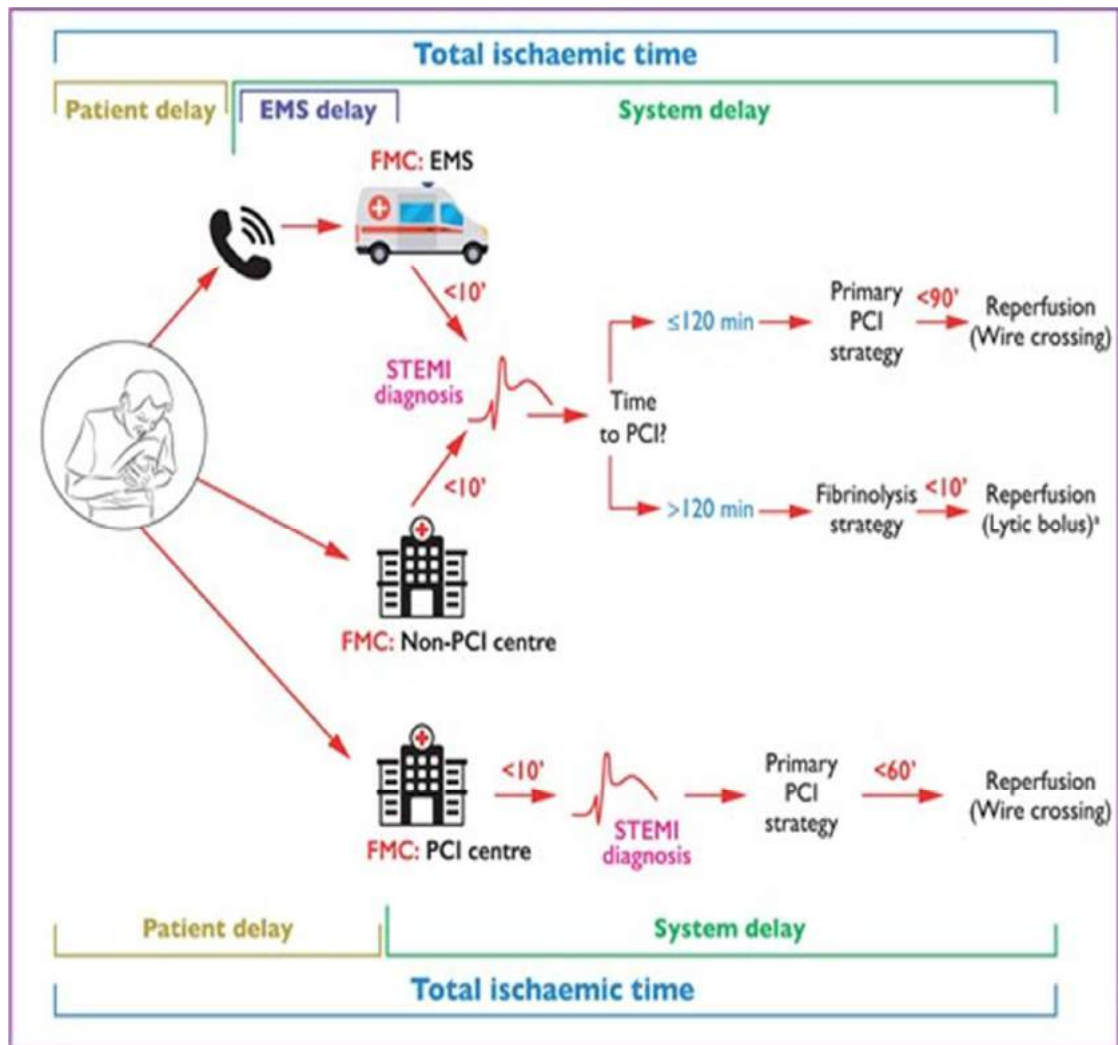 Total ischaemic time
Patient delay
EMS delay
System delay
FMC: EMS
<10'
STEMI
diagnosis
<10'
Time
to PCI?
≤120 min
Primary
PCI
strategy
<90'
Reperfusion
(Wire crossing)
>120 min
Fibrinolysis
strategy
<10'
Reperfusion
(Lytic bolus)ª
FMC: Non-PCI centre
FMC: PCI centre
<10'
STEMI
diagnosis
Primary
PCI
strategy
<60'
Reperfusion
(Wire crossing)
Patient delay
System delay
Total ischaemic time